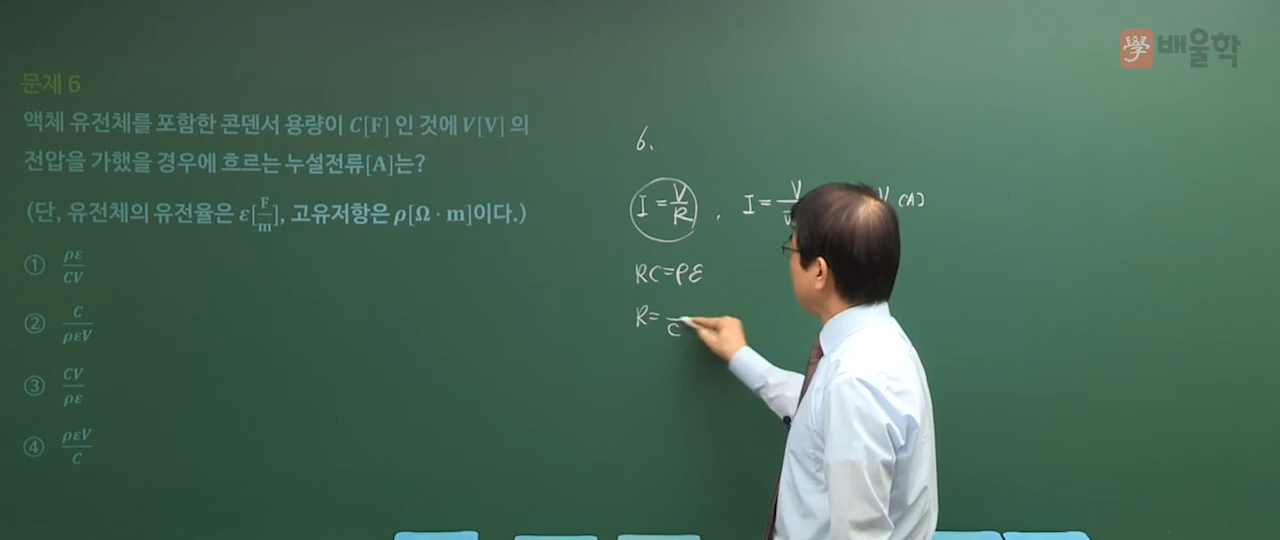 學 배울학
문제 6
액체 유전체를 포함한 콘덴서 용량이 C[F] 인 것에 V[V] 의
전압을 가했을 경우에 흐르는 누설전류[A]는?
(단, 유전체의 유전율은 ε[F/m], 고유저항은 ρ[Ω · m]이다.)
① ρε/CV
② C/ρεV
③ CV/ρε
④ ρεV/C
6.
I = V/R , I = V/ V [A]
RC = ρε
R = /C